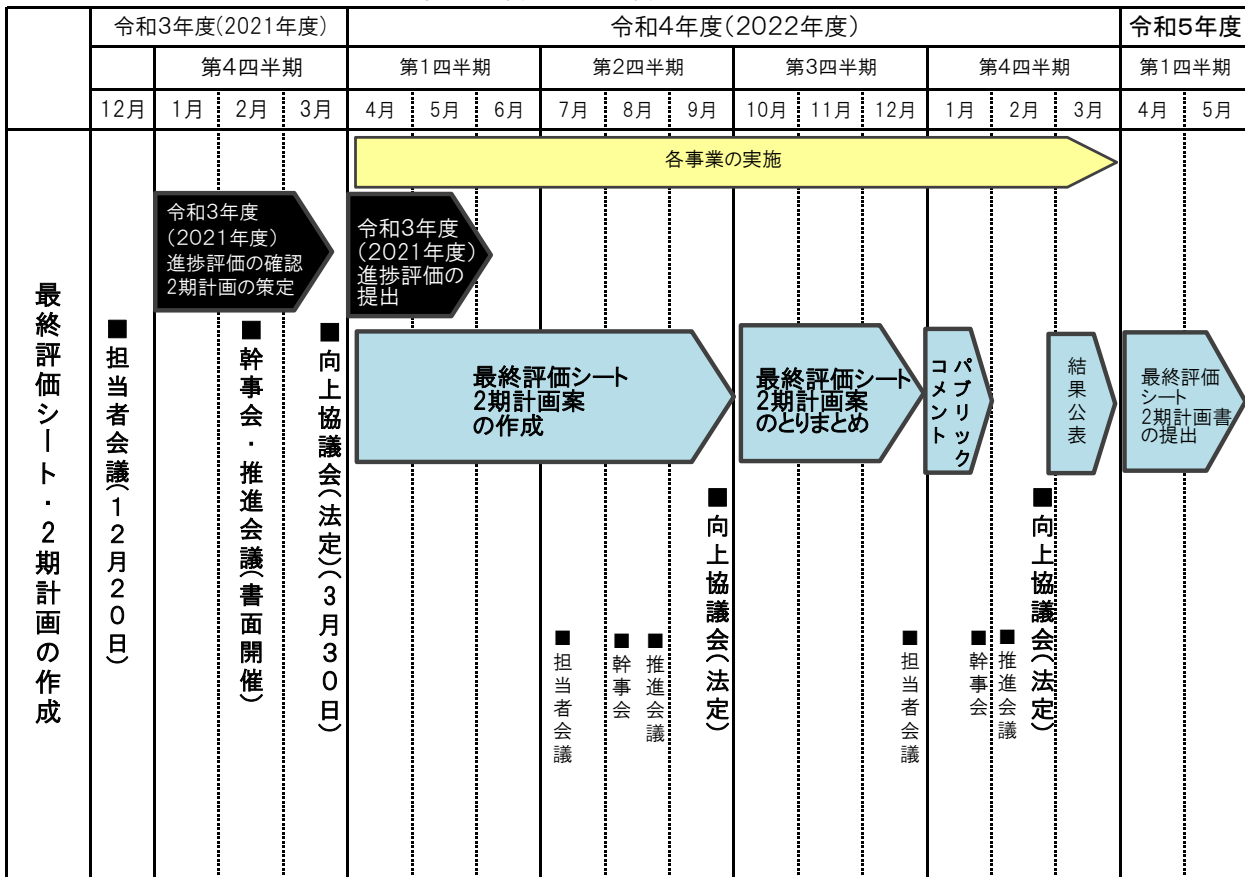 令和3年度(2021年度)
令和4年度(2022年度)
令和5年度
第4四半期
第1四半期
第2四半期
第3四半期
第4四半期
第1四半期
12月
1月
2月
3月
4月
5月
6月
7月
8月
9月
10月
11月
12月
1月
2月
3月
4月
5月
最終評価シート・2期計画の作成
各事業の実施
令和3年度
(2021年度)
進捗評価の確認
2期計画の策定
令和3年度
(2021年度)
進捗評価の
提出
■担当者会議(12月20日)
■幹事会・推進会議(書面開催)
■向上協議会(法定)(3月30日)
最終評価シート
2期計画案
の作成
最終評価シート
2期計画案
のとりまとめ
パブリック
コメント
結果公表
最終評価
シート
2期計画書
の提出
■担当者会議
■幹事会
■推進会議
■向上協議会(法定)
■担当者会議
■幹事会
■推進会議
■向上協議会(法定)